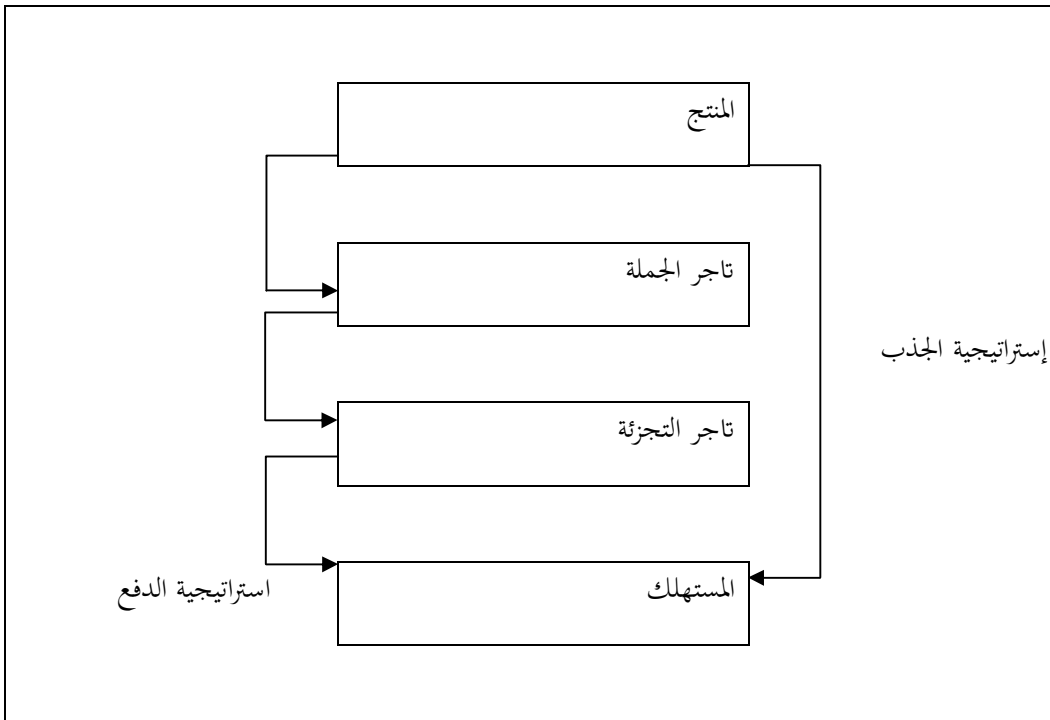 المنتج
تاجر الجملة
إستراتيجية الجذب
تاجر التجزئة
المستهلك
استراتيجية الدفع